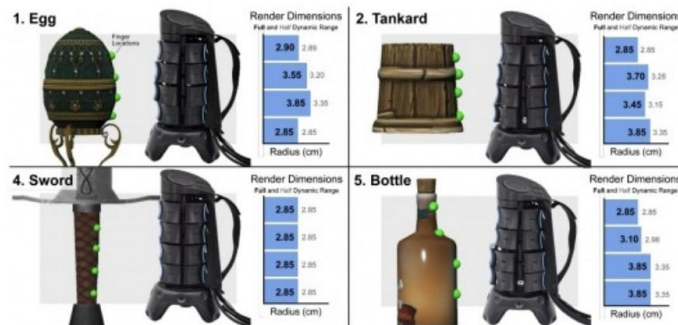 1. Egg
Finger
Locations
Render Dimensions
Full and Half Dynamic Range
2.90 2.89
3.55 3.20
3.85 3.35
2.85 2.85
Radius (cm)
2. Tankard
Render Dimensions
Full and Half Dynamic Range
2.85 2.85
3.70 3.28
3.45 3.15
3.85 3.35
Radius (cm)
4. Sword
Render Dimensions
Full and Half Dynamic Range
2.85 2.85
2.85 2.85
2.85 2.85
2.85 2.85
Radius (cm)
5. Bottle
Render Dimensions
Full and Half Dynamic Range
2.85 2.85
3.10 2.98
3.85 3.35
3.85 3.35
Radius (cm)